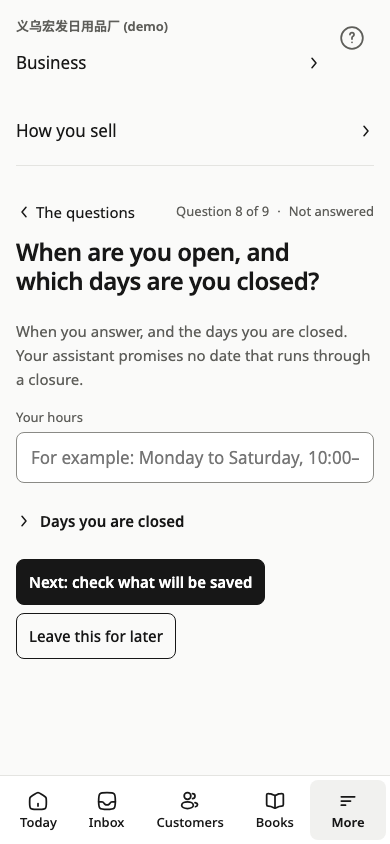 义乌宏发日用品厂 (demo)
Business
How you sell
The questions
Question 8 of 9 · Not answered
When are you open, and
which days are you closed?
When you answer, and the days you are closed.
Your assistant promises no date that runs through
a closure.
Your hours
For example: Monday to Saturday, 10:00–
Days you are closed
Next: check what will be saved
Leave this for later
Today
Inbox
Customers
Books
More